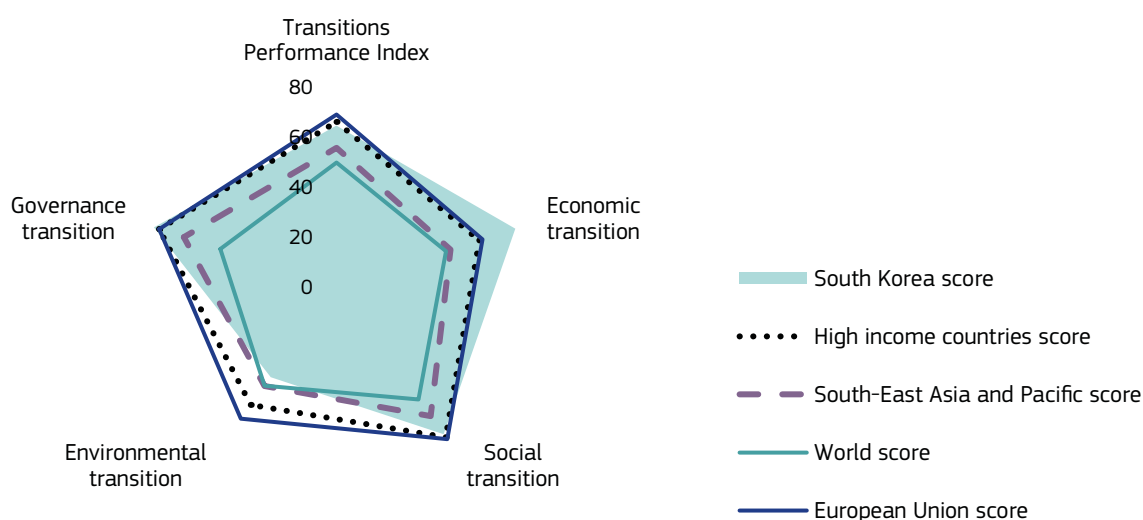 Transitions
Performance Index
80
60
40
20
0
Governance
transition
Economic
transition
Environmental
transition
Social
transition
South Korea score
High income countries score
South-East Asia and Pacific score
World score
European Union score